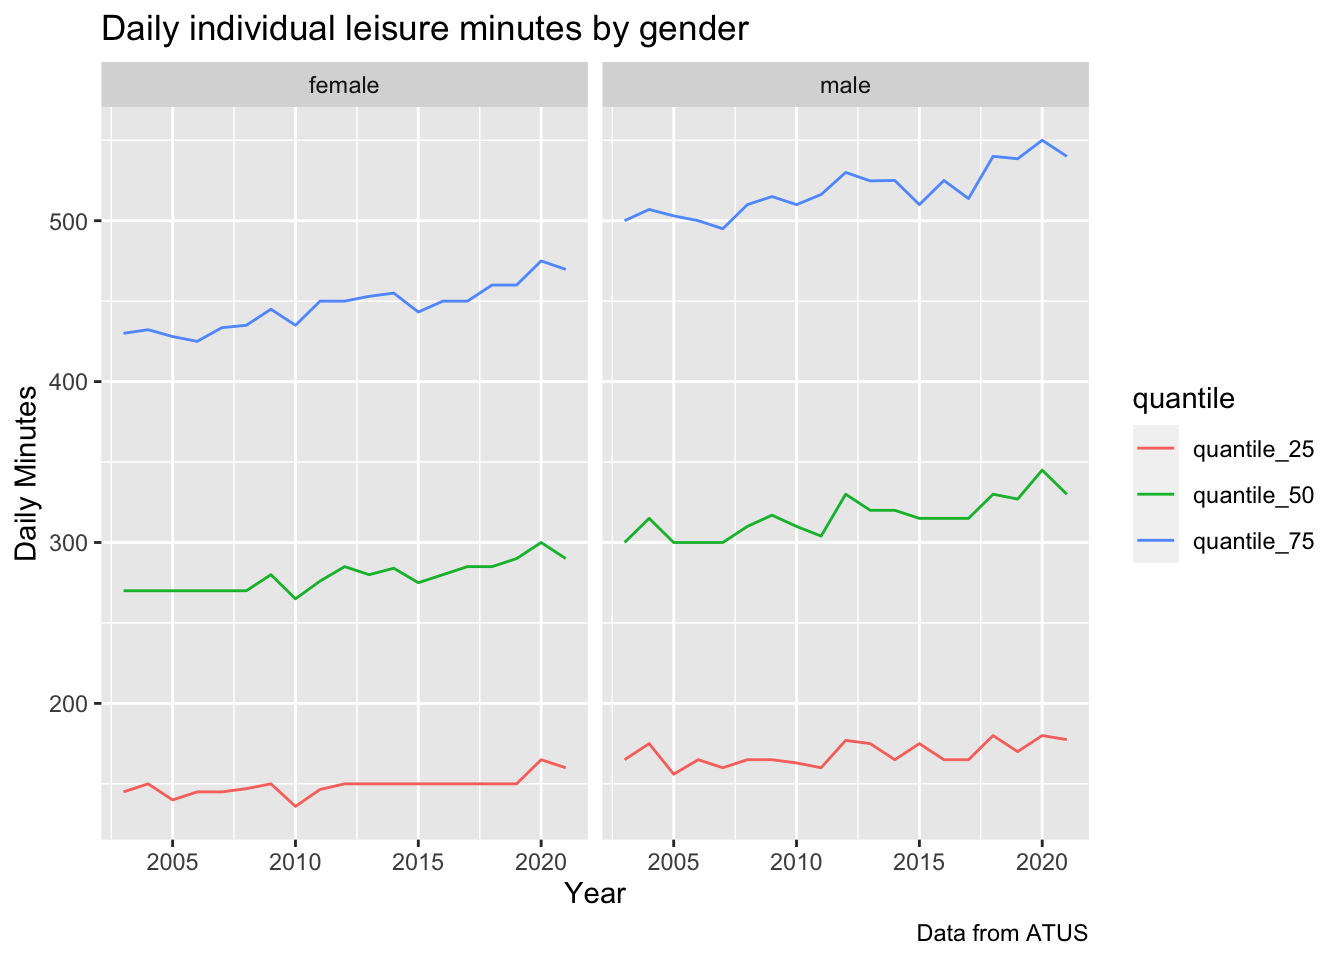 Daily individual leisure minutes by gender
female
male
Daily Minutes
500
400
300
200
2005
2010
2015
2020
2005
2010
2015
2020
Year
quantile
quantile_25
quantile_50
quantile_75
Data from ATUS